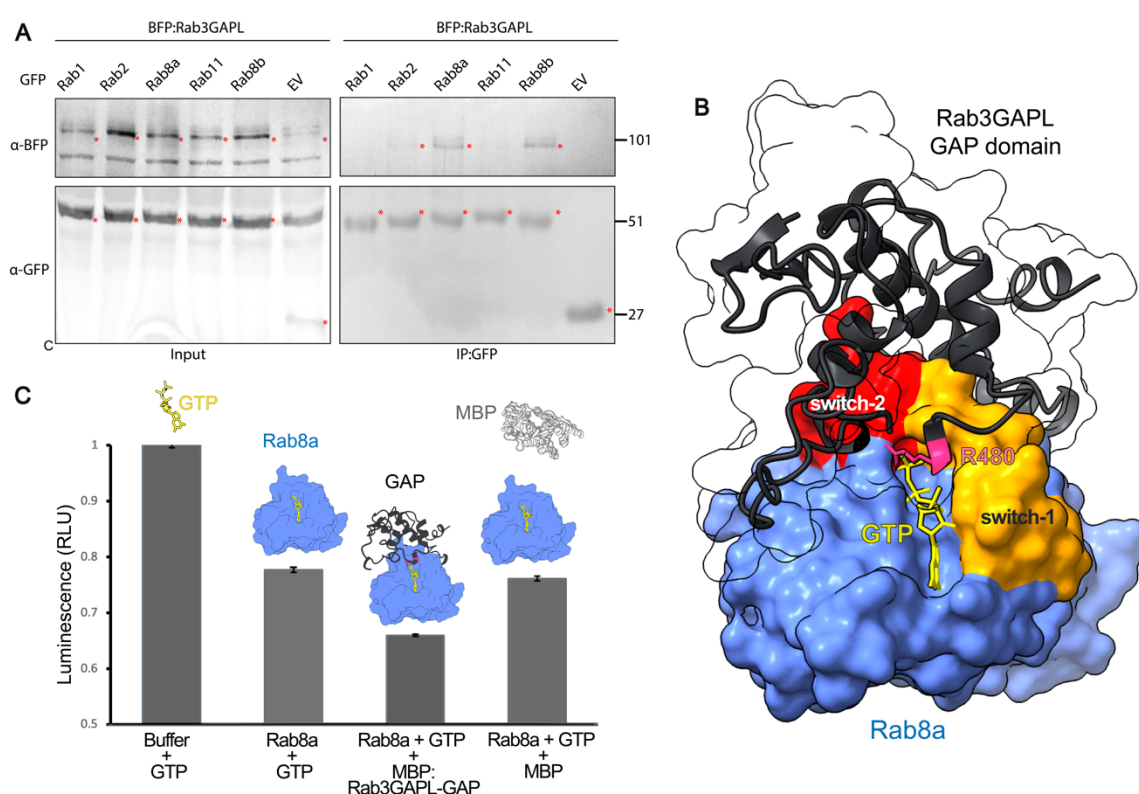 A
BFP:Rab3GAPL
BFP:Rab3GAPL
GFP
Rab1
Rab2
Rab8a
Rab11
Rab8b
EV
Rab1
Rab2
Rab8a
Rab11
Rab8b
EV
α-BFP
101
α-GFP
51
27
C
Input
IP:GFP
B
Rab3GAPL
GAP domain
switch-2
R480
GTP
switch-1
Rab8a
C
GTP
Rab8a
GAP
MBP
Luminescence (RLU)
1
0.9
0.8
0.7
0.6
0.5
Buffer
+
GTP
Rab8a
+
GTP
Rab8a + GTP
+
MBP:
Rab3GAPL-GAP
Rab8a + GTP
+
MBP